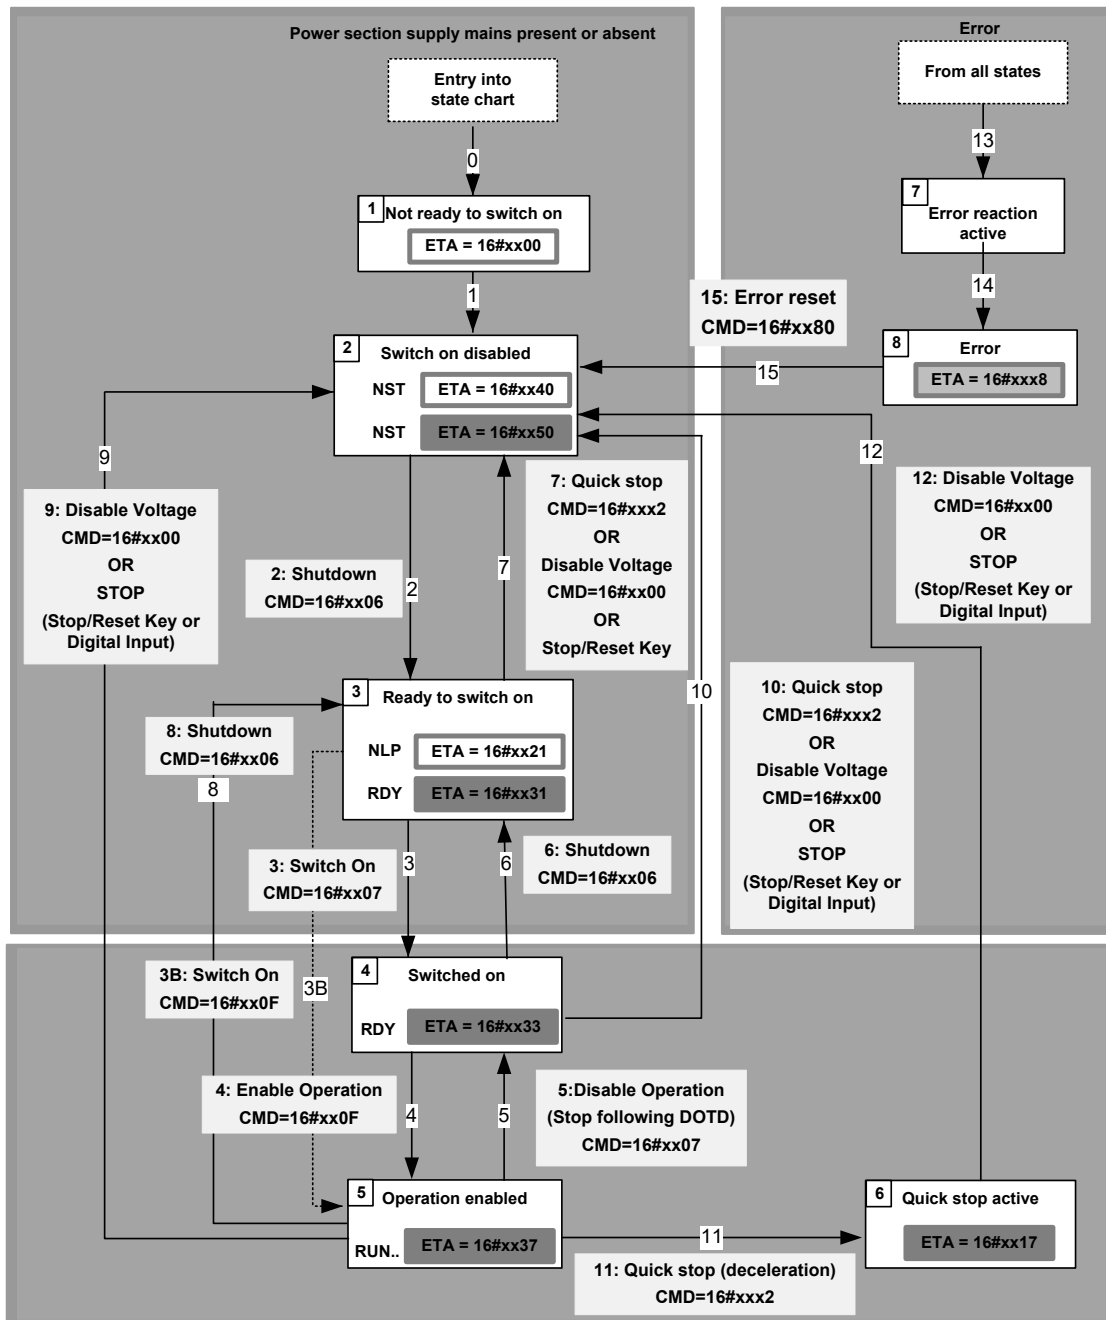 Power section supply mains present or absent
Entry into
state chart
0
1
Not ready to switch on
ETA = 16#xx00
1
2
Switch on disabled
NST
ETA = 16#xx40
NST
ETA = 16#xx50
9
9: Disable Voltage
CMD=16#xx00
OR
STOP
(Stop/Reset Key or
Digital Input)
2: Shutdown
CMD=16#xx06
2
7
7: Quick stop
CMD=16#xxx2
OR
Disable Voltage
CMD=16#xx00
OR
Stop/Reset Key
3
Ready to switch on
NLP
ETA = 16#xx21
RDY
ETA = 16#xx31
8: Shutdown
CMD=16#xx06
8
3: Switch On
CMD=16#xx07
3
6
6: Shutdown
CMD=16#xx06
Error
From all states
13
7
Error reaction
active
14
15: Error reset
CMD=16#xx80
8
Error
ETA = 16#xxx8
15
12
12: Disable Voltage
CMD=16#xx00
OR
STOP
(Stop/Reset Key or
Digital Input)
10
10: Quick stop
CMD=16#xxx2
OR
Disable Voltage
CMD=16#xx00
OR
STOP
(Stop/Reset Key or
Digital Input)
3B: Switch On
CMD=16#xx0F
3B
4
Switched on
RDY
ETA = 16#xx33
4: Enable Operation
CMD=16#xx0F
4
5
5:Disable Operation
(Stop following DOTD)
CMD=16#xx07
5
Operation enabled
RUN..
ETA = 16#xx37
11
11: Quick stop (deceleration)
CMD=16#xxx2
6
Quick stop active
ETA = 16#xx17